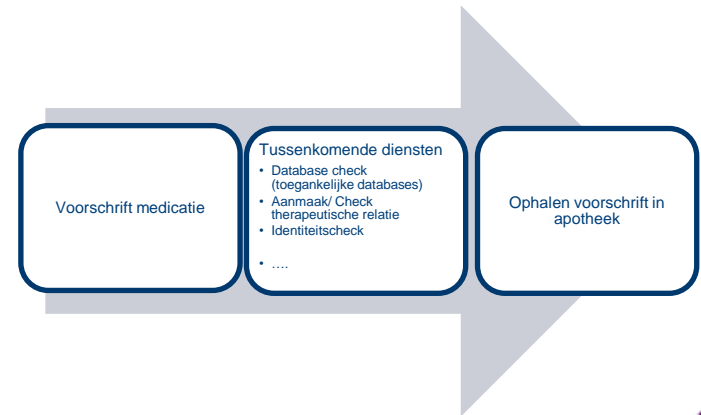 Voorschrift medicatie
Tussenkomende diensten
• Database check
(toegankelijke databases)
• Aanmaak/ Check
therapeutische relatie
• Identiteitscheck
• ....
Ophalen voorschrift in
apotheek